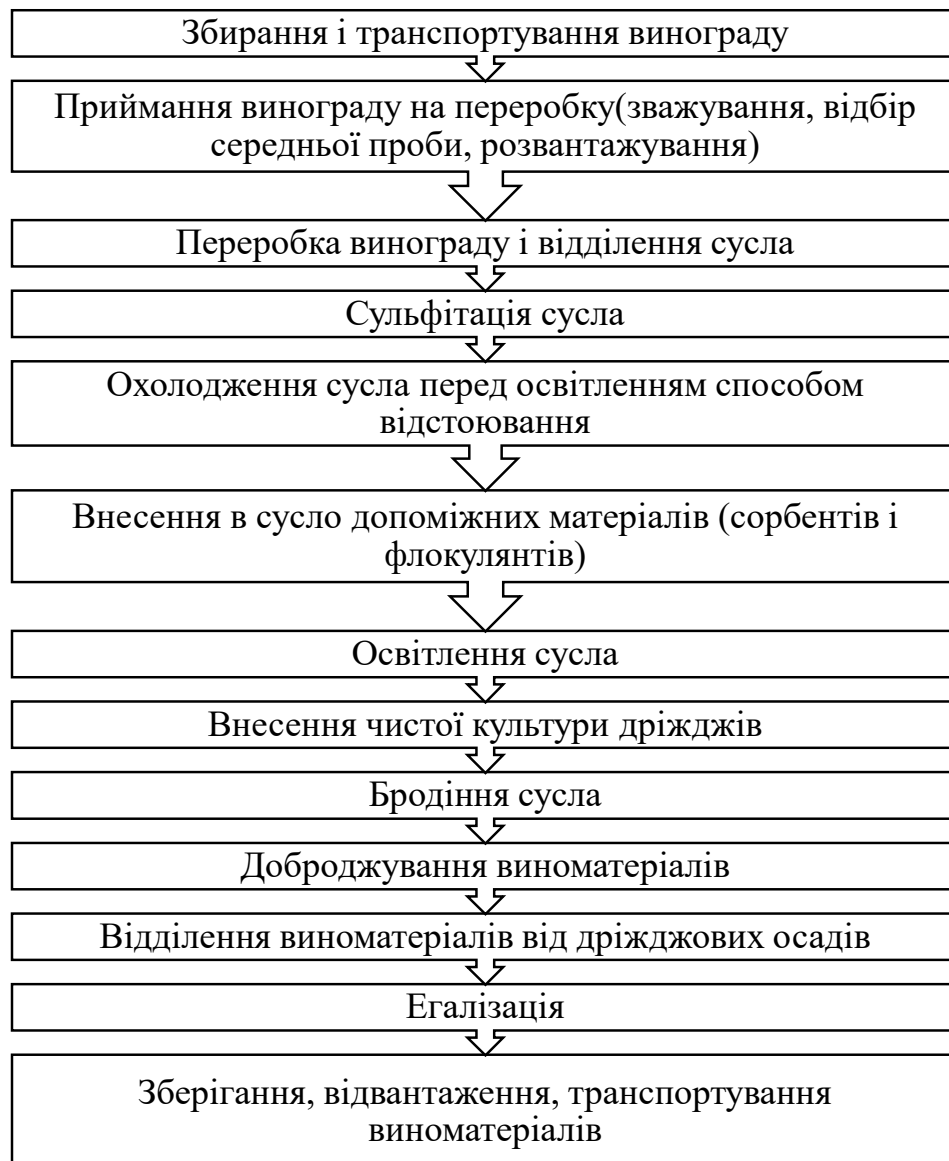 Збирання і транспортування винограду
Приймання винограду на переробку(зважування, відбір
середньої проби, розвантажування)
Переробка винограду і відділення сусла
Сульфітація сусла
Охолодження сусла перед освітленням способом
відстоювання
Внесення в сусло допоміжних матеріалів (сорбентів і
флокулянтів)
Освітлення сусла
Внесення чистої культури дріжджів
Бродіння сусла
Доброджування виноматеріалів
Відділення виноматеріалів від дріжджових осадів
Егалізація
Зберігання, відвантаження, транспортування
виноматеріалів